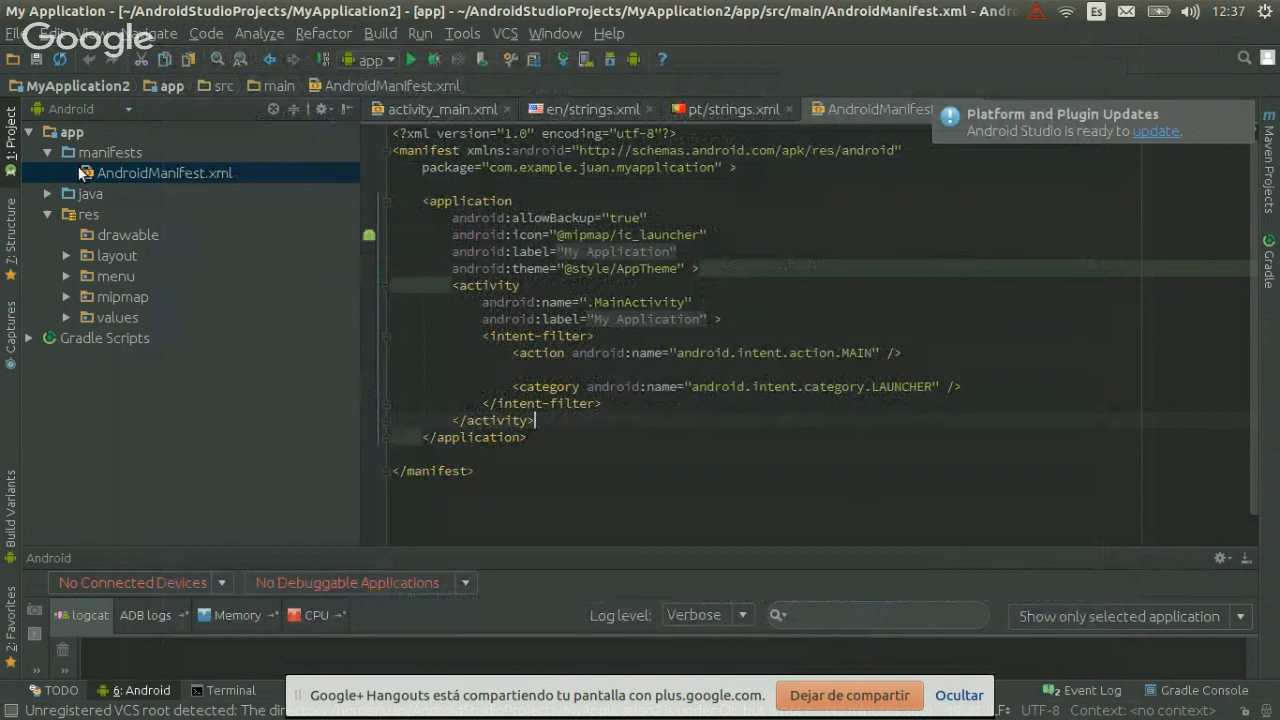 My Application - [~/AndroidStudioProjects/MyApplication2] - [app] - ~/AndroidStudioProjects/MyApplication2/app/src/main/AndroidManifest.xml - Andro
Es
12:37
Google
Navigate Code Analyze Refactor Build Run Tools VCS Window Help
app
MyApplication2 app src main AndroidManifest.xml
Android
activity_main.xml
en/strings.xml
pt/strings.xml
AndroidManifest
Platform and Plugin Updates
Android Studio is ready to update.
1: Project
Z: Structure
Captures
Build Variants
2: Favorites
Maven Projects
Gradle
app
manifests
AndroidManifest.xml
java
res
drawable
layout
menu
mipmap
values
Gradle Scripts
<?xml version="1.0" encoding="utf-8"?>
<manifest xmlns:android="http://schemas.android.com/apk/res/android"
package="com.example.juan.myapplication" >
<application
android:allowBackup="true"
android:icon="@mipmap/ic_launcher"
android:label="My Application"
android:theme="@style/AppTheme" >
<activity
android:name=".MainActivity"
android:label="My Application" >
<intent-filter>
<action android:name="android.intent.action.MAIN" />
<category android:name="android.intent.category.LAUNCHER" />
</intent-filter>
</activity>
</application>
</manifest>
Android
No Connected Devices
No Debuggable Applications
logcat
ADB logs
Memory
CPU
Log level:
Verbose
Show only selected application
TODO
6: Android
Terminal
Google+ Hangouts está compartiendo tu pantalla con plus.google.com.
Dejar de compartir
Ocultar
Event Log
Gradle Console
Unregistered VCS root detected: The directory
UTF-8 Context: <no context>